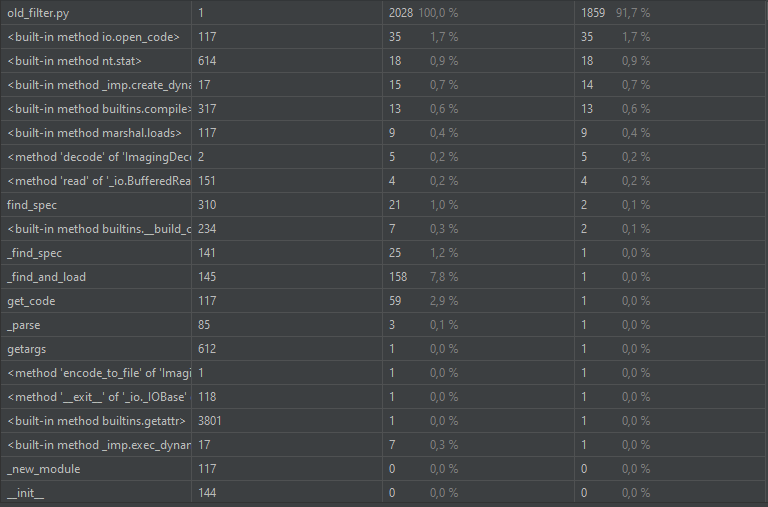 old_filter.py 1 2028 100,0 % 1859 91,7 %
<built-in method io.open_code> 117 35 1,7 % 35 1,7 %
<built-in method nt.stat> 614 18 0,9 % 18 0,9 %
<built-in method _imp.create_dyna 17 15 0,7 % 14 0,7 %
<built-in method builtins.compile> 317 13 0,6 % 13 0,6 %
<built-in method marshal.loads> 117 9 0,4 % 9 0,4 %
<method 'decode' of 'ImagingDeco 2 5 0,2 % 5 0,2 %
<method 'read' of '_io.BufferedRea 151 4 0,2 % 4 0,2 %
find_spec 310 21 1,0 % 2 0,1 %
<built-in method builtins.__build_c 234 7 0,3 % 2 0,1 %
_find_spec 141 25 1,2 % 1 0,0 %
_find_and_load 145 158 7,8 % 1 0,0 %
get_code 117 59 2,9 % 1 0,0 %
_parse 85 3 0,1 % 1 0,0 %
getargs 612 1 0,0 % 1 0,0 %
<method 'encode_to_file' of 'Imagi 1 1 0,0 % 1 0,0 %
<method '__exit__' of '_io._IOBase' 118 1 0,0 % 1 0,0 %
<built-in method builtins.getattr> 3801 1 0,0 % 1 0,0 %
<built-in method _imp.exec_dynan 17 7 0,3 % 1 0,0 %
_new_module 117 0 0,0 % 0 0,0 %
__init__ 144 0 0,0 % 0 0,0 %